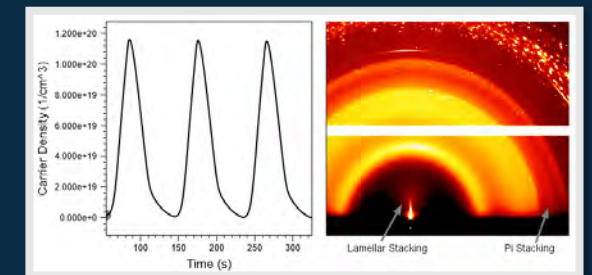 1.200e+20
1.000e+20
8.000e+19
6.000e+19
4.000e+19
2.000e+19
0.000e+0
Carrier Density (1/cm^3)
100 150 200 250 300
Time (s)
Lamellar Stacking
Pi Stacking